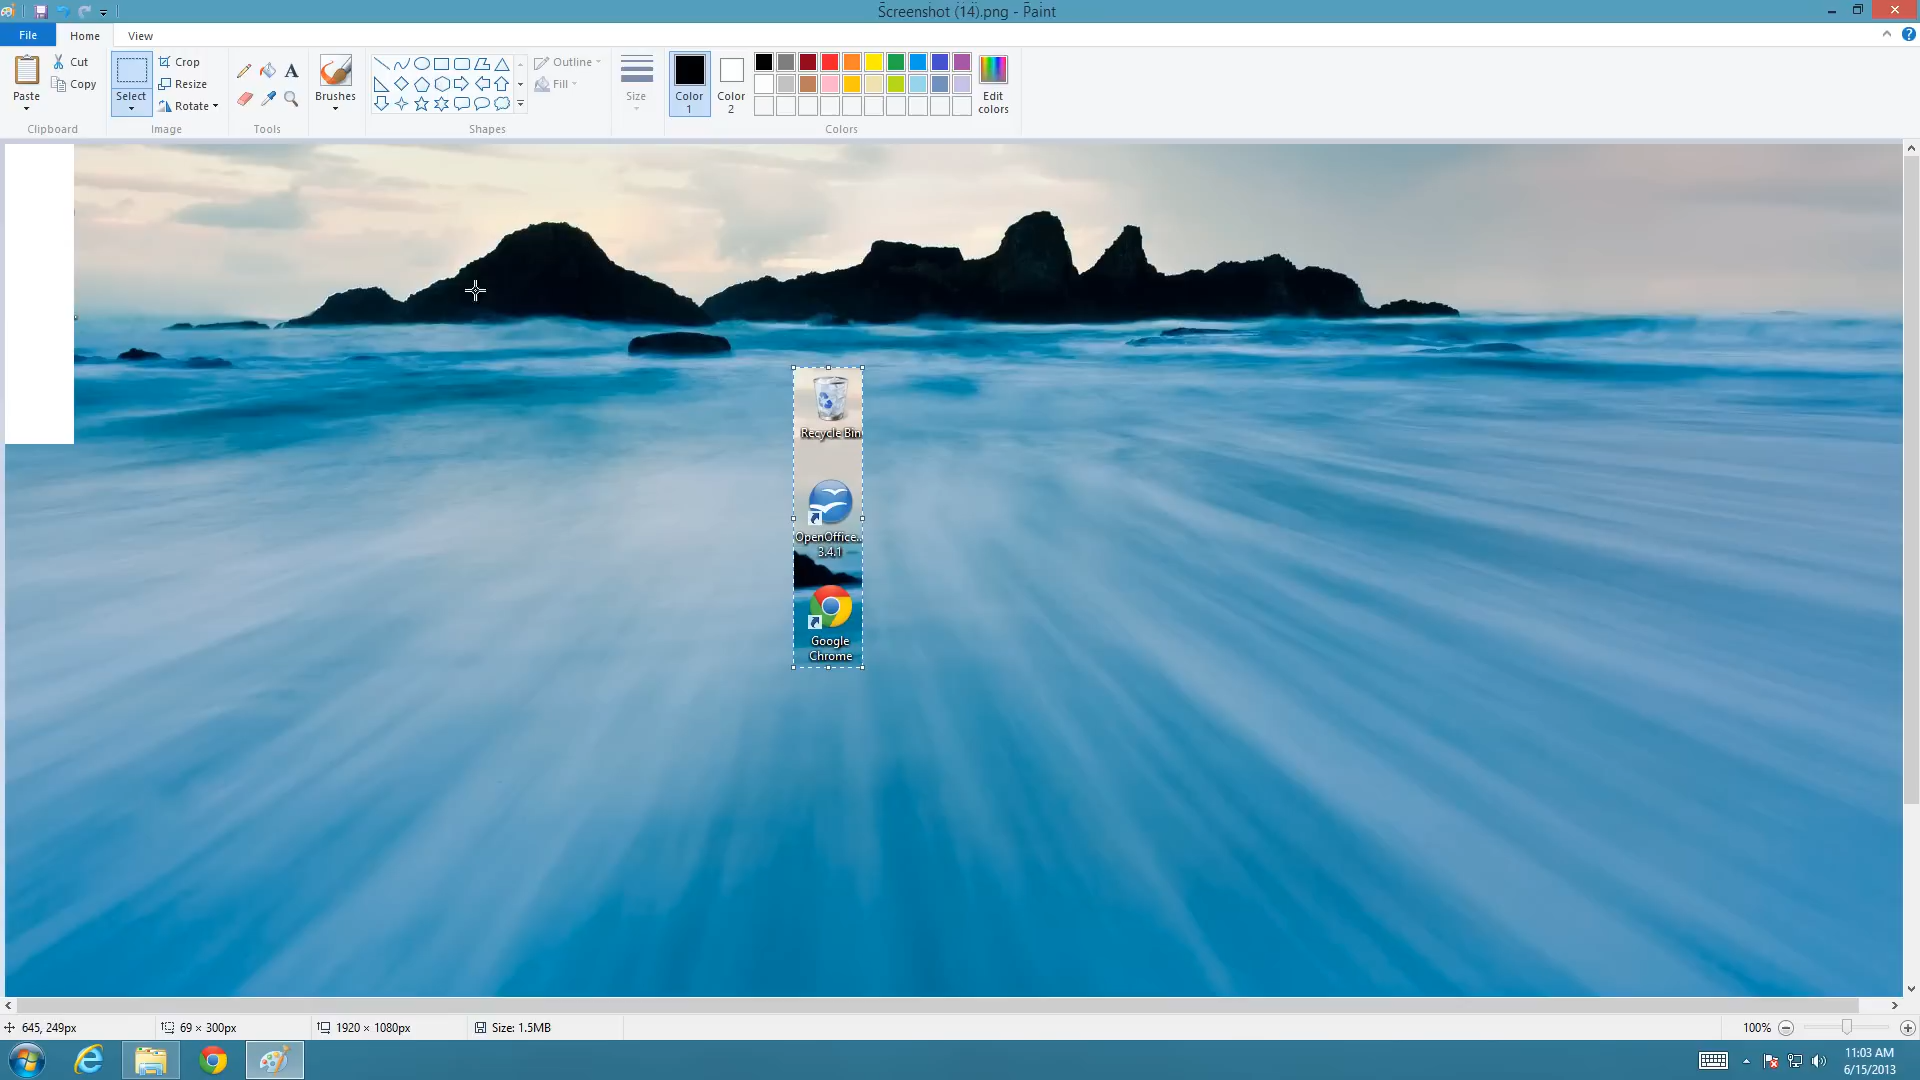 Screenshot (14).png - Paint
File
Home
View
Paste
Cut
Copy
Clipboard
Select
Crop
Resize
Rotate
Image
A
Tools
Brushes
Outline
Fill
Shapes
Size
Color
1
Color
2
Edit
colors
Colors
Recycle Bin
OpenOffice...
3.4.1
Google
Chrome
645, 249px
69 × 300px
1920 × 1080px
Size: 1.5MB
100%
11:03 AM
6/15/2013